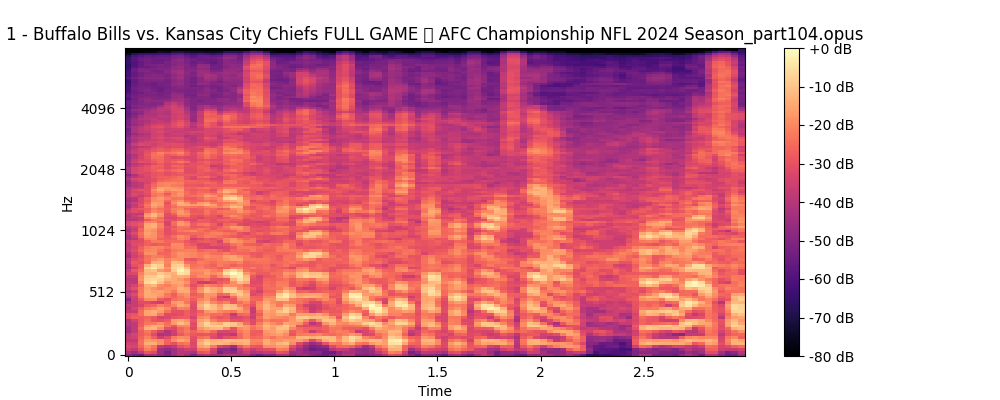 1 - Buffalo Bills vs. Kansas City Chiefs FULL GAME ▯ AFC Championship NFL 2024 Season_part104.opus
+0 dB
-10 dB
-20 dB
-30 dB
-40 dB
-50 dB
-60 dB
-70 dB
-80 dB
4096
2048
1024
512
0
Hz
0
0.5
1
1.5
2
2.5
Time